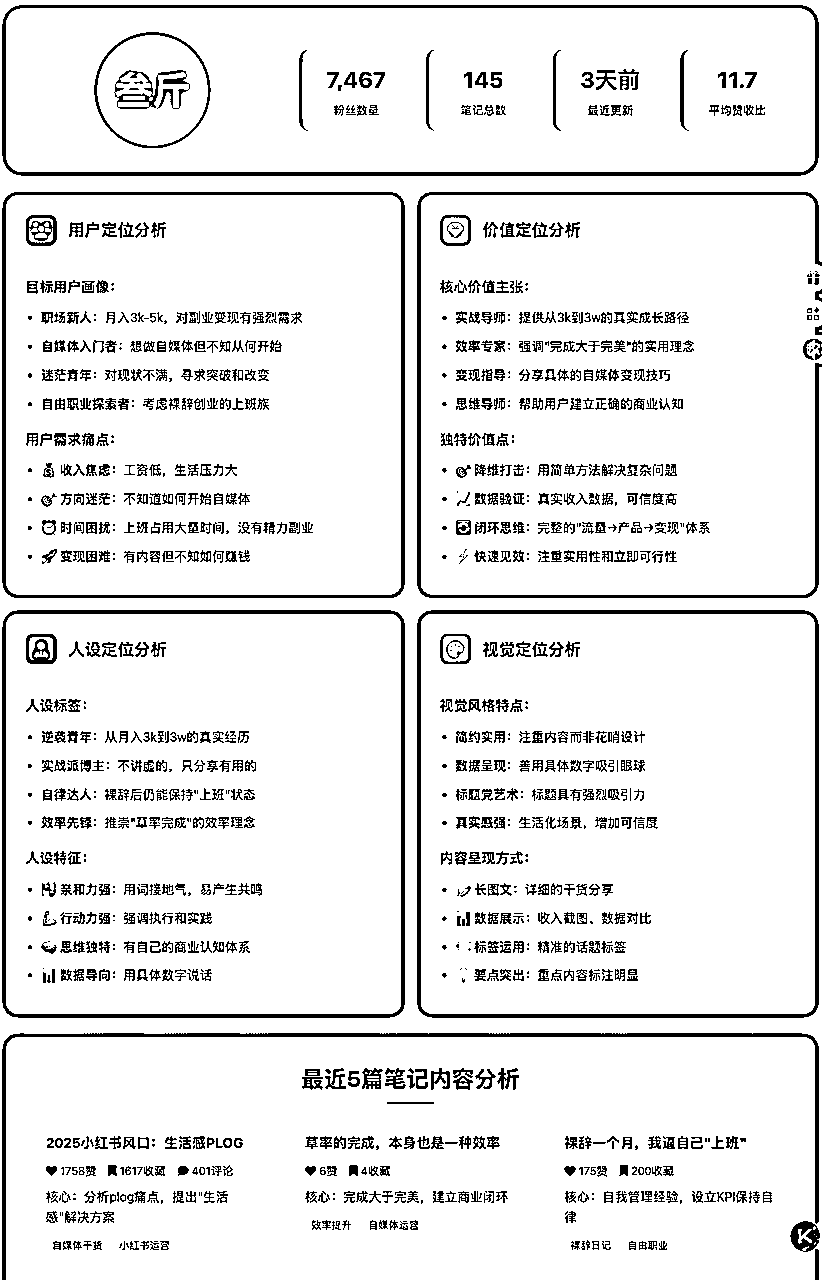 叁斤
7,467
粉丝数量
145
笔记总数
3天前
最近更新
11.7
平均赞收比
用户定位分析
目标用户画像：
• 职场新人：月入3k-5k，对副业变现有强烈需求
• 自媒体入门者：想做自媒体但不知从何开始
• 迷茫青年：对现状不满，寻求突破和改变
• 自由职业探索者：考虑裸辞创业的上班族
用户需求痛点：
• 收入焦虑：工资低，生活压力大
• 方向迷茫：不知道如何开始自媒体
• 时间困扰：上班占用大量时间，没有精力副业
• 变现困难：有内容但不知如何赚钱
价值定位分析
核心价值主张：
• 实战导师：提供从3k到3w的真实成长路径
• 效率专家：强调"完成大于完美"的实用理念
• 变现指导：分享具体的自媒体变现技巧
• 思维导师：帮助用户建立正确的商业认知
独特价值点：
• 降维打击：用简单方法解决复杂问题
• 数据验证：真实收入数据，可信度高
• 闭环思维：完整的"流量→产品→变现"体系
• 快速见效：注重实用性和立即可行性
人设定位分析
人设标签：
• 逆袭青年：从月入3k到3w的真实经历
• 实战派博主：不讲虚的，只分享有用的
• 自律达人：裸辞后仍能保持"上班"状态
• 效率先锋：推崇"草率完成"的效率理念
人设特征：
• 亲和力强：用词接地气，易产生共鸣
• 行动力强：强调执行和实践
• 思维独特：有自己的商业认知体系
• 数据导向：用具体数字说话
视觉定位分析
视觉风格特点：
• 简约实用：注重内容而非花哨设计
• 数据呈现：善用具体数字吸引眼球
• 标题党艺术：标题具有强烈吸引力
• 真实感强：生活化场景，增加可信度
内容呈现方式：
• 长图文：详细的干货分享
• 数据展示：收入截图、数据对比
• 标签运用：精准的话题标签
• 要点突出：重点内容标注明显
最近5篇笔记内容分析
2025小红书风口：生活感PLOG
1758赞 1617收藏 401评论
核心：分析plog痛点，提出"生活
感"解决方案
自媒体干货 小红书运营
草率的完成，本身也是一种效率
6赞 4收藏
核心：完成大于完美，建立商业闭环
效率提升 自媒体运营
裸辞一个月，我逼自己"上班"
175赞 200收藏
核心：自我管理经验，设立KPI保持自
律
裸辞日记 自由职业